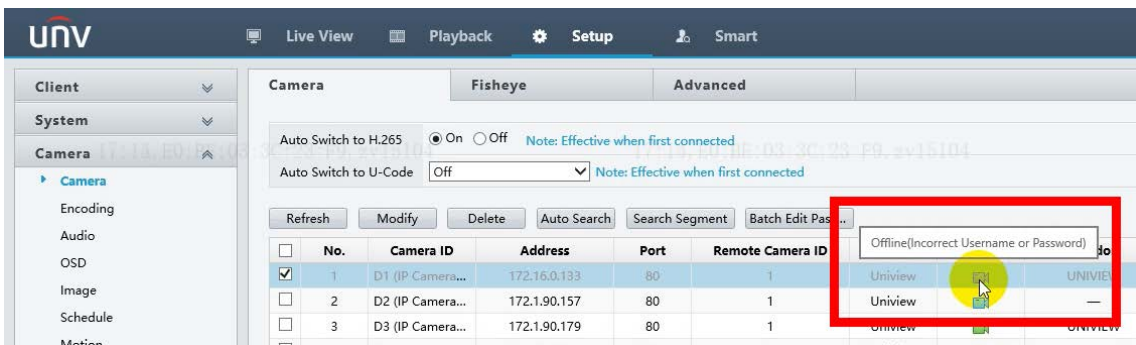 unv Live View Playback Setup Smart
Client
System
Camera
Camera
Encoding
Audio
OSD
Image
Schedule
Motion
Camera Fisheye Advanced
Auto Switch to H.265 On Off Note: Effective when first connected
Auto Switch to U-Code Off Note: Effective when first connected
Refresh Modify Delete Auto Search Search Segment Batch Edit Pas...
Offline(Incorrect Username or Password)
No. Camera ID Address Port Remote Camera ID
1 D1 (IP Camera... 172.16.0.133 80 1 Uniview UNIVIEW
2 D2 (IP Camera... 172.1.90.157 80 1 Uniview —
3 D3 (IP Camera... 172.1.90.179 80 1 Uniview UNIVIEW